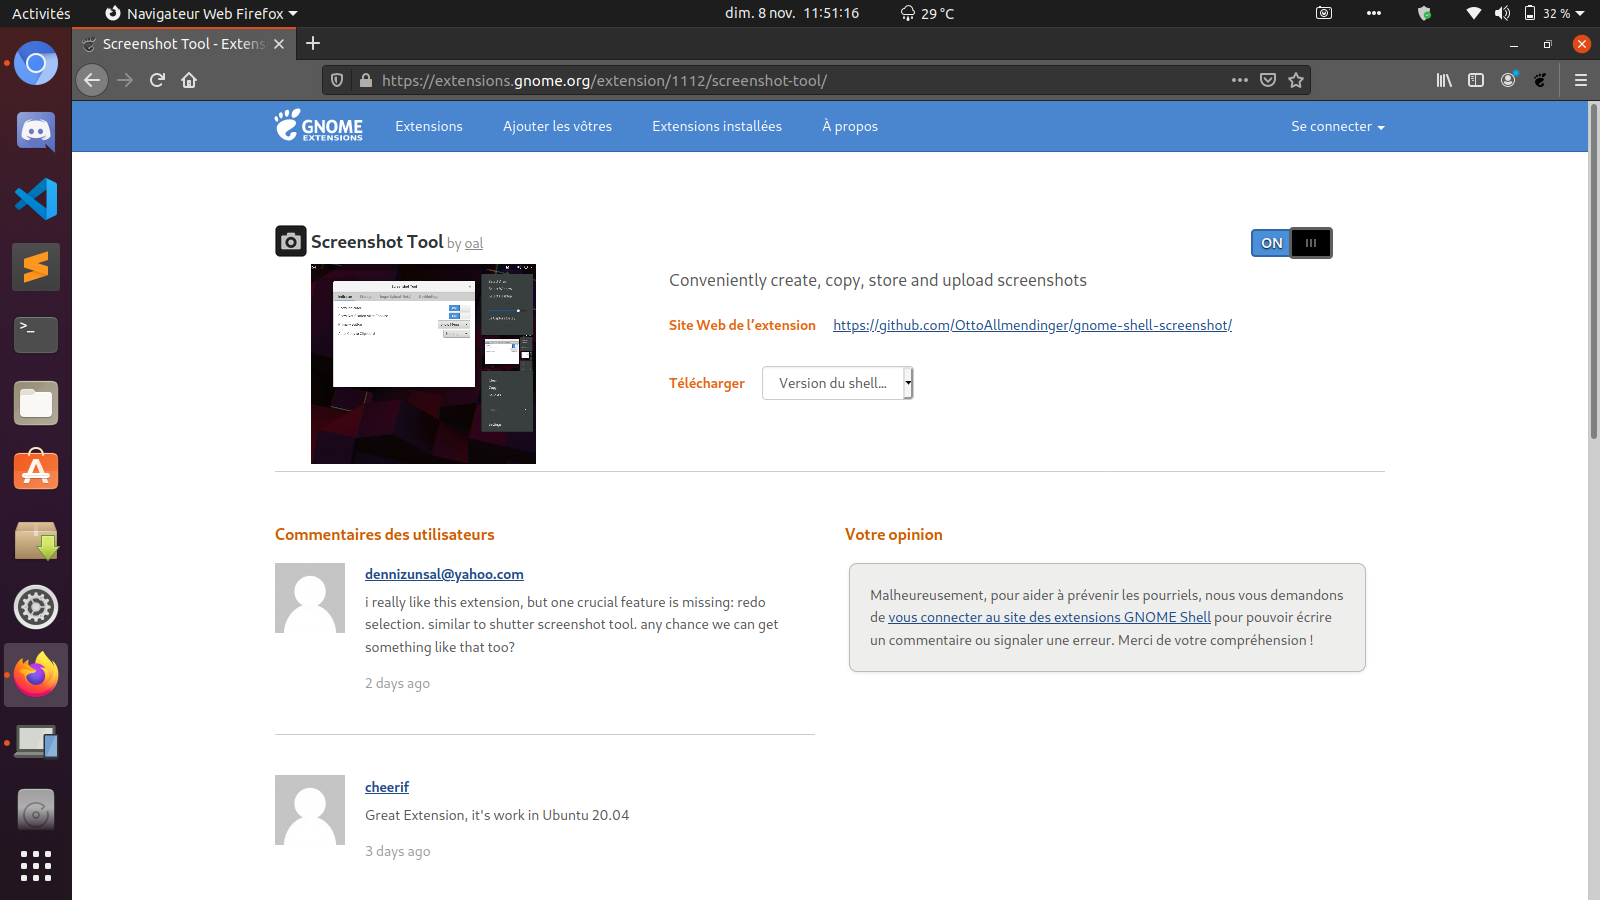 Activités
Navigateur Web Firefox
dim. 8 nov. 11:51:16
29 °C
32 %
Screenshot Tool - Extens
https://extensions.gnome.org/extension/1112/screenshot-tool/
GNOME
EXTENSIONS
Extensions
Ajouter les vôtres
Extensions installées
À propos
Se connecter
Screenshot Tool by oal
ON
Conveniently create, copy, store and upload screenshots
Site Web de l’extension
https://github.com/OttoAllmendinger/gnome-shell-screenshot/
Télécharger
Version du shell...
Commentaires des utilisateurs
dennizunsal@yahoo.com
i really like this extension, but one crucial feature is missing: redo
selection. similar to shutter screenshot tool. any chance we can get
something like that too?
2 days ago
cheerif
Great Extension, it's work in Ubuntu 20.04
3 days ago
Votre opinion
Malheureusement, pour aider à prévenir les pourriels, nous vous demandons
de vous connecter au site des extensions GNOME Shell pour pouvoir écrire
un commentaire ou signaler une erreur. Merci de votre compréhension !